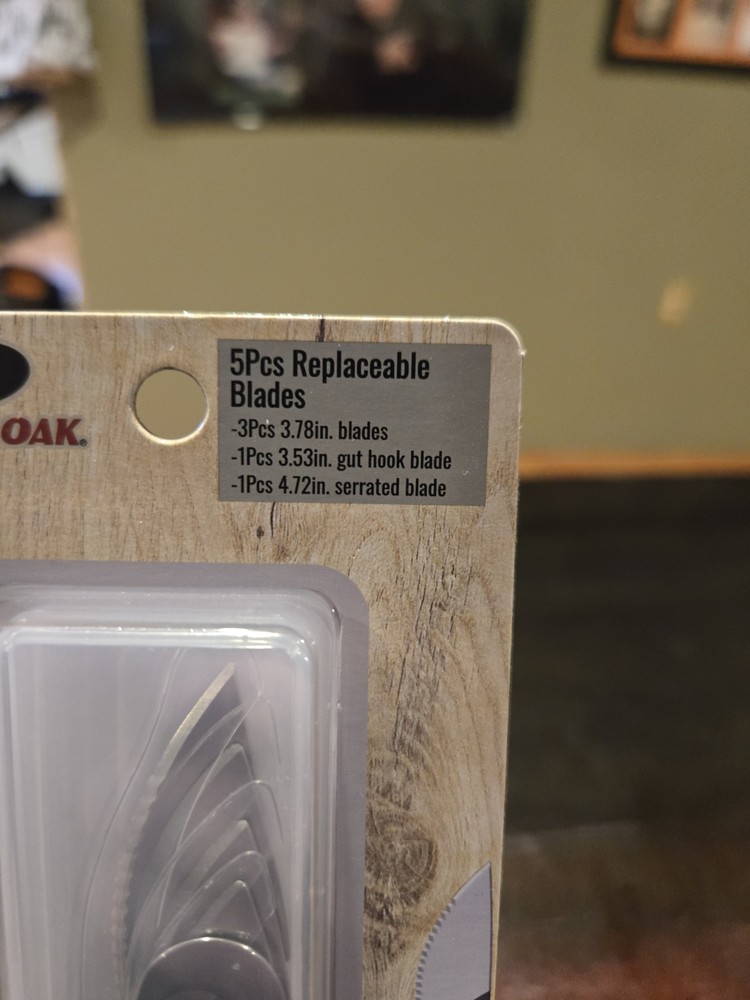 OAK®
5Pcs Replaceable
Blades
-3Pcs 3.78in. blades
-1Pcs 3.53in. gut hook blade
-1Pcs 4.72in. serrated blade